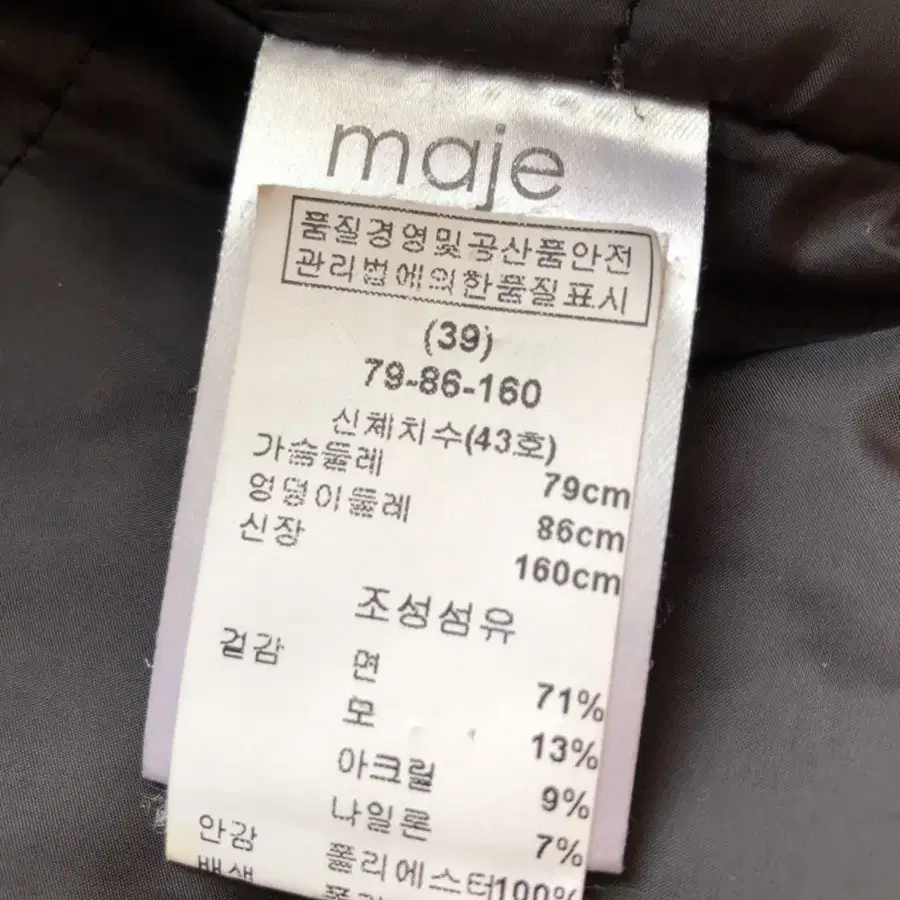 maje
품질경영및공산품안전
관리법에의한품질표시
(39)
79-86-160
신체치수(43호)
가슴둘레 79cm
엉덩이둘레 86cm
신장 160cm
조성섬유
겉감 면 71%
모 13%
아크릴 9%
나일론 7%
안감 폴리에스터100%